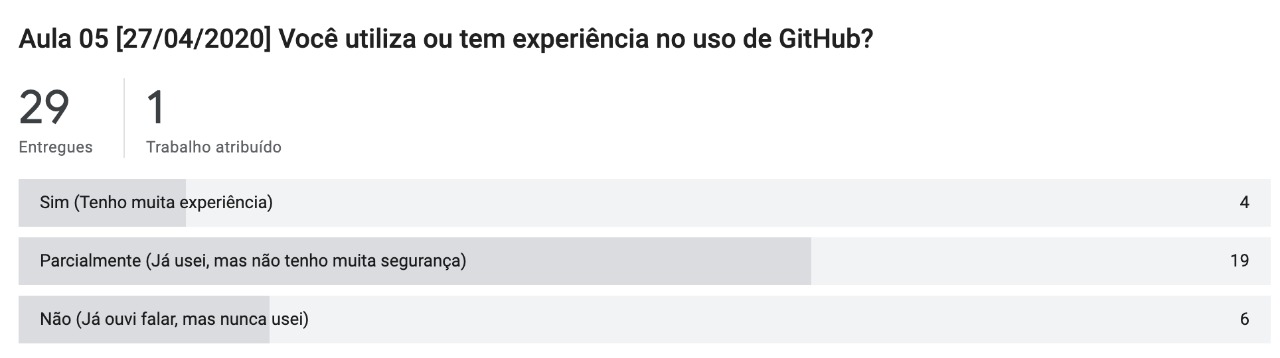 Aula 05 [27/04/2020] Você utiliza ou tem experiência no uso de GitHub?
29 1
Entregues Trabalho atribuído
Sim (Tenho muita experiência) 4
Parcialmente (Já usei, mas não tenho muita segurança) 19
Não (Já ouvi falar, mas nunca usei) 6